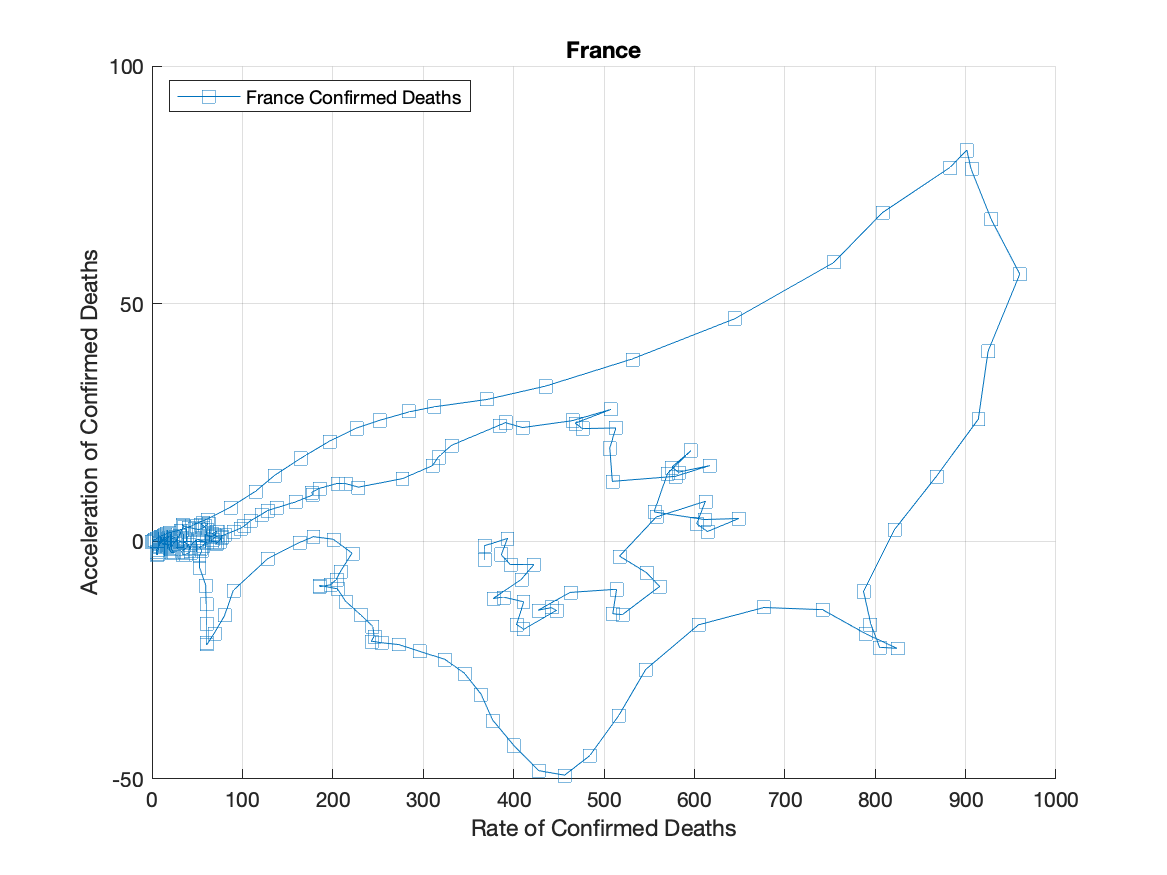 France
100
France Confirmed Deaths
50
Acceleration of Confirmed Deaths
0
-50
0 100 200 300 400 500 600 700 800 900 1000
Rate of Confirmed Deaths